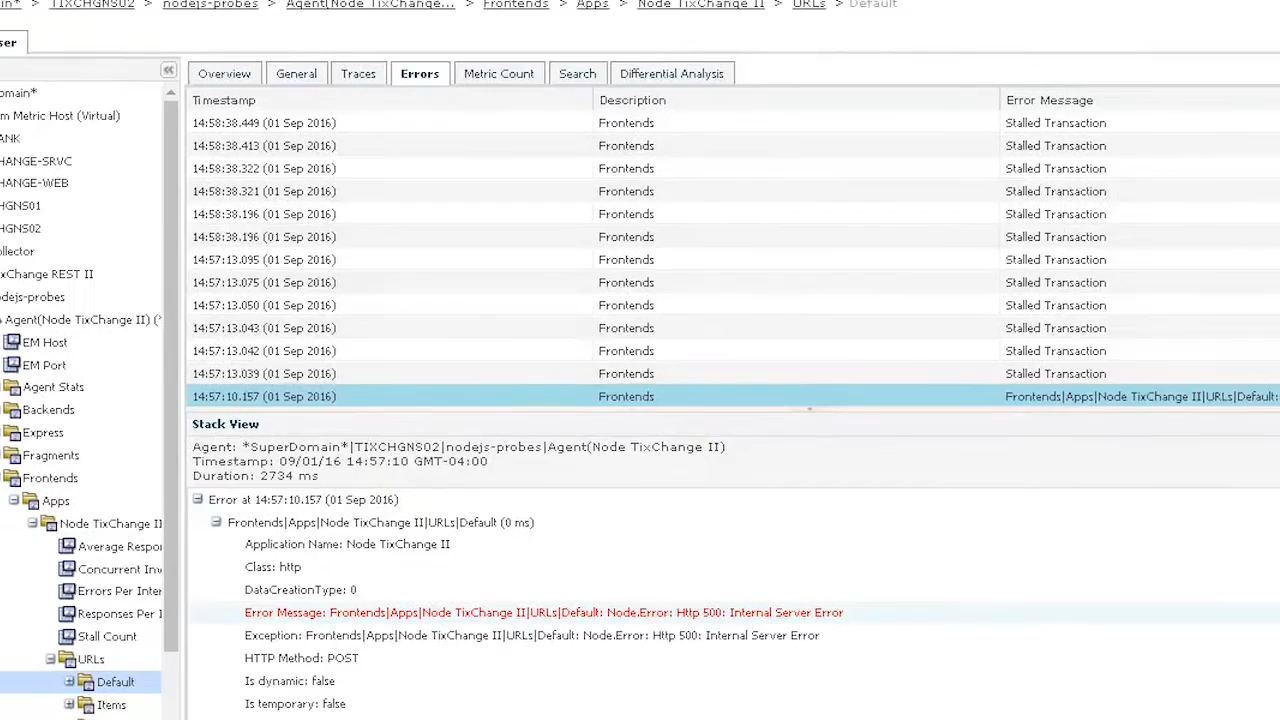 main* > TIXCHGNS02 > nodejs-probes > Agent(Node TixChange... > Frontends > Apps > Node TixChange II > URLs > Default
ser
Overview General Traces Errors Metric Count Search Differential Analysis
Timestamp Description Error Message
14:58:38.449 (01 Sep 2016) Frontends Stalled Transaction
14:58:38.413 (01 Sep 2016) Frontends Stalled Transaction
14:58:38.322 (01 Sep 2016) Frontends Stalled Transaction
14:58:38.321 (01 Sep 2016) Frontends Stalled Transaction
14:58:38.196 (01 Sep 2016) Frontends Stalled Transaction
14:58:38.196 (01 Sep 2016) Frontends Stalled Transaction
14:57:13.095 (01 Sep 2016) Frontends Stalled Transaction
14:57:13.075 (01 Sep 2016) Frontends Stalled Transaction
14:57:13.050 (01 Sep 2016) Frontends Stalled Transaction
14:57:13.043 (01 Sep 2016) Frontends Stalled Transaction
14:57:13.042 (01 Sep 2016) Frontends Stalled Transaction
14:57:13.039 (01 Sep 2016) Frontends Stalled Transaction
14:57:10.157 (01 Sep 2016) Frontends Frontends|Apps|Node TixChange II|URLs|Default:
omain*
m Metric Host (Virtual)
ANK
HANGE-SRVC
HANGE-WEB
HGNS01
HGNS02
ollector
xChange REST II
dejs-probes
Agent(Node TixChange II) (*
EM Host
EM Port
Agent Stats
Backends
Express
Fragments
Frontends
Apps
Node TixChange II
Average Respo
Concurrent Inv
Errors Per Inter
Responses Per I
Stall Count
URLs
Default
Items
Stack View
Agent: *SuperDomain*|TIXCHGNS02|nodejs-probes|Agent(Node TixChange II)
Timestamp: 09/01/16 14:57:10 GMT-04:00
Duration: 2734 ms
Error at 14:57:10.157 (01 Sep 2016)
Frontends|Apps|Node TixChange II|URLs|Default (0 ms)
Application Name: Node TixChange II
Class: http
DataCreationType: 0
Error Message: Frontends|Apps|Node TixChange II|URLs|Default: Node.Error: Http 500: Internal Server Error
Exception: Frontends|Apps|Node TixChange II|URLs|Default: Node.Error: Http 500: Internal Server Error
HTTP Method: POST
Is dynamic: false
Is temporary: false